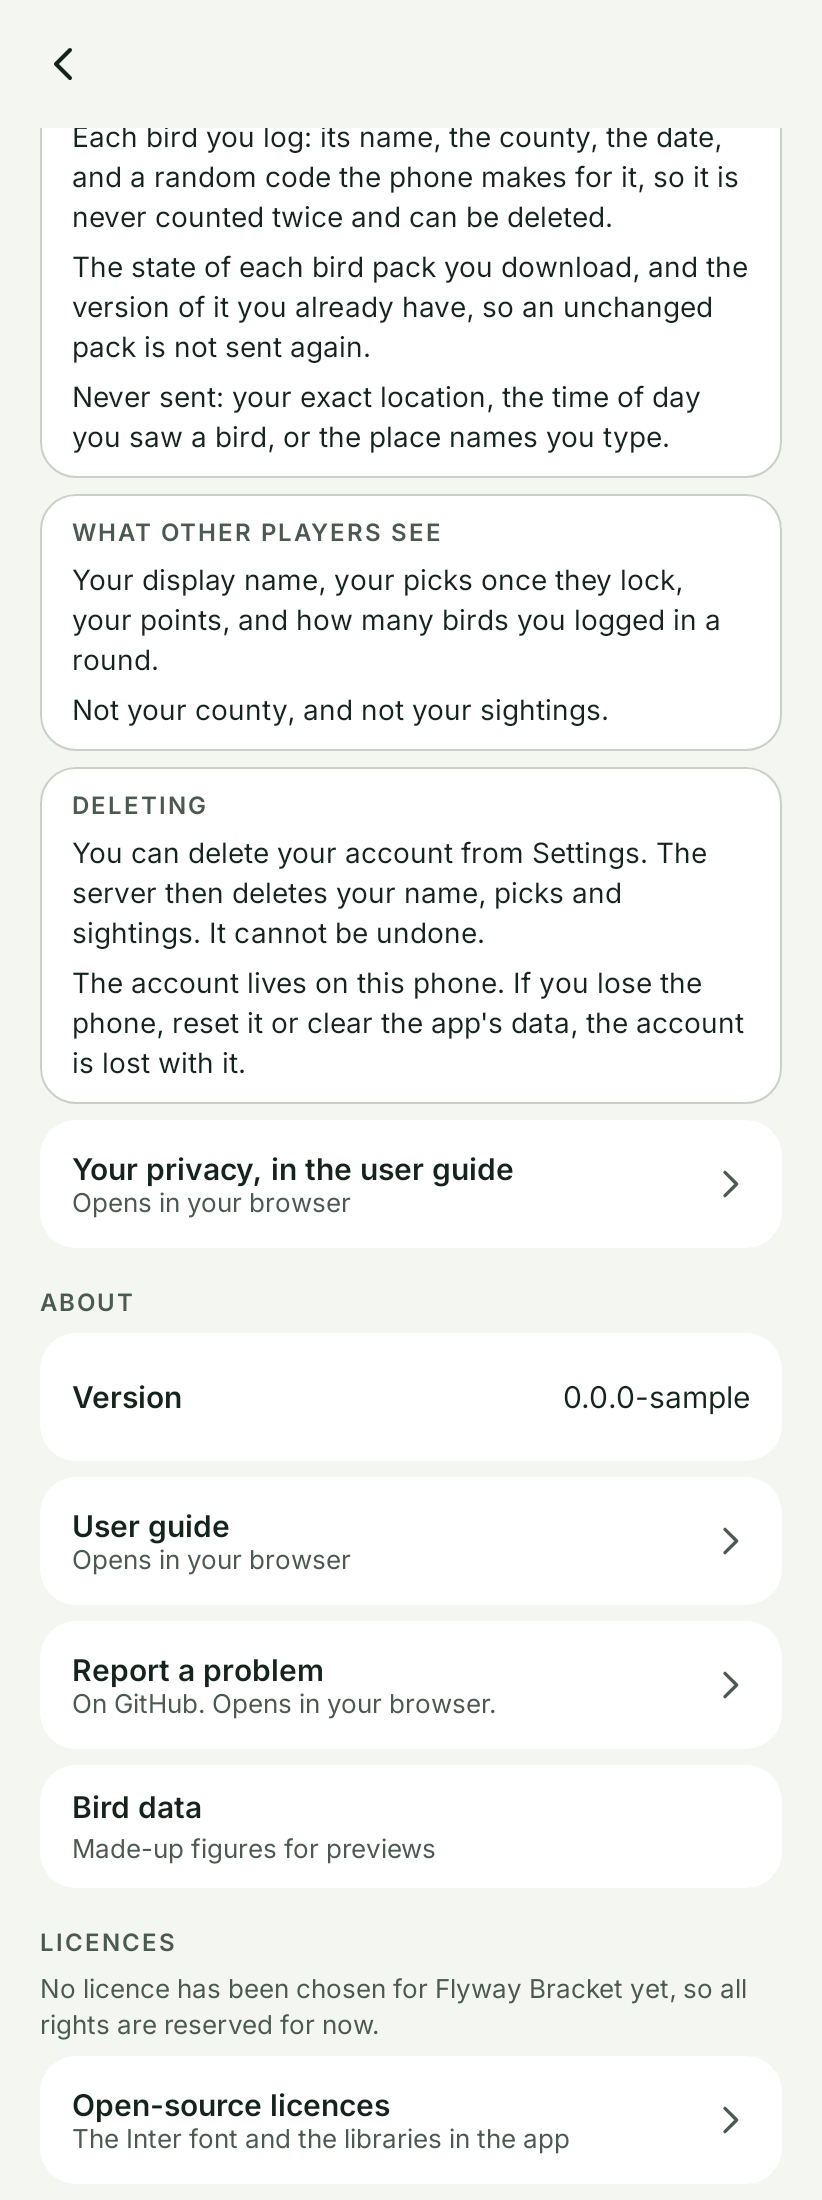 Each bird you log: its name, the county, the date,
and a random code the phone makes for it, so it is
never counted twice and can be deleted.
The state of each bird pack you download, and the
version of it you already have, so an unchanged
pack is not sent again.
Never sent: your exact location, the time of day
you saw a bird, or the place names you type.
WHAT OTHER PLAYERS SEE
Your display name, your picks once they lock,
your points, and how many birds you logged in a
round.
Not your county, and not your sightings.
DELETING
You can delete your account from Settings. The
server then deletes your name, picks and
sightings. It cannot be undone.
The account lives on this phone. If you lose the
phone, reset it or clear the app's data, the account
is lost with it.
Your privacy, in the user guide
Opens in your browser
ABOUT
Version 0.0.0-sample
User guide
Opens in your browser
Report a problem
On GitHub. Opens in your browser.
Bird data
Made-up figures for previews
LICENCES
No licence has been chosen for Flyway Bracket yet, so all
rights are reserved for now.
Open-source licences
The Inter font and the libraries in the app